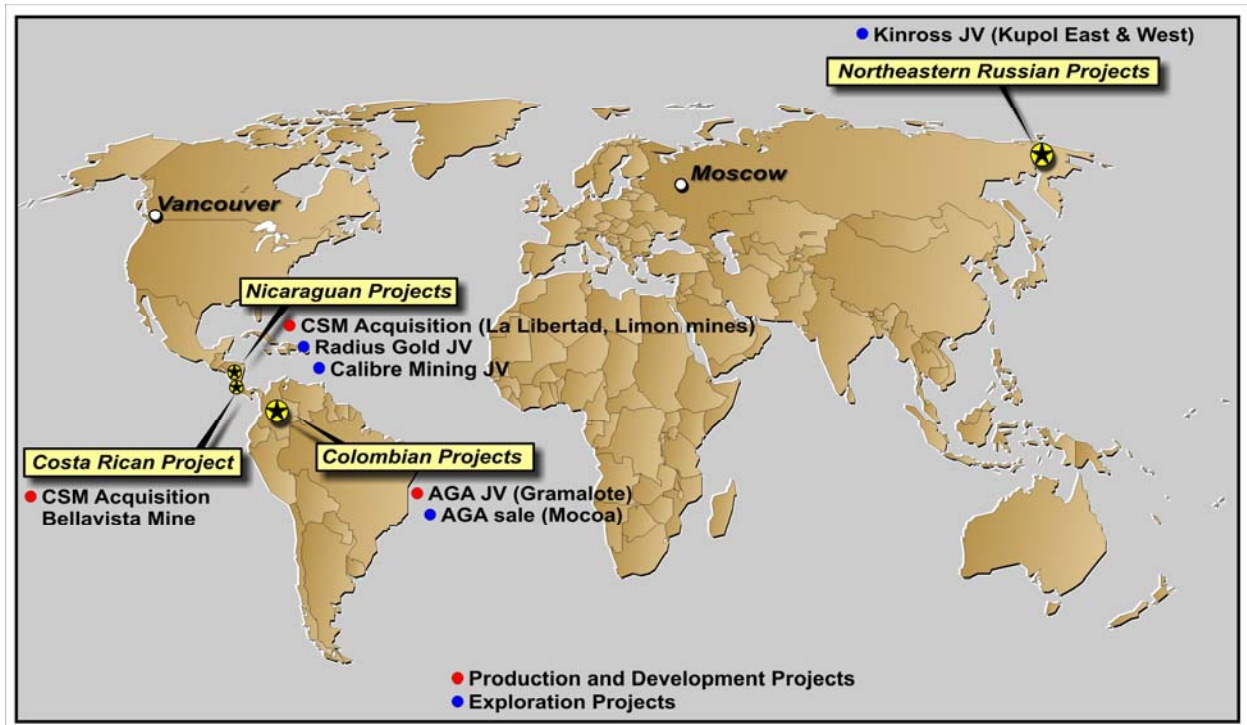 Kinross JV (Kupol East & West)
Northeastern Russian Projects
Moscow
Vancouver
Nicaraguan Projects
CSM Acquisition (La Libertad, Limon mines)
Radius Gold JV
Calibre Mining JV
Costa Rican Project
CSM Acquisition
Bellavista Mine
Colombian Projects
AGA JV (Gramalote)
AGA sale (Mocoa)
Production and Development Projects
Exploration Projects